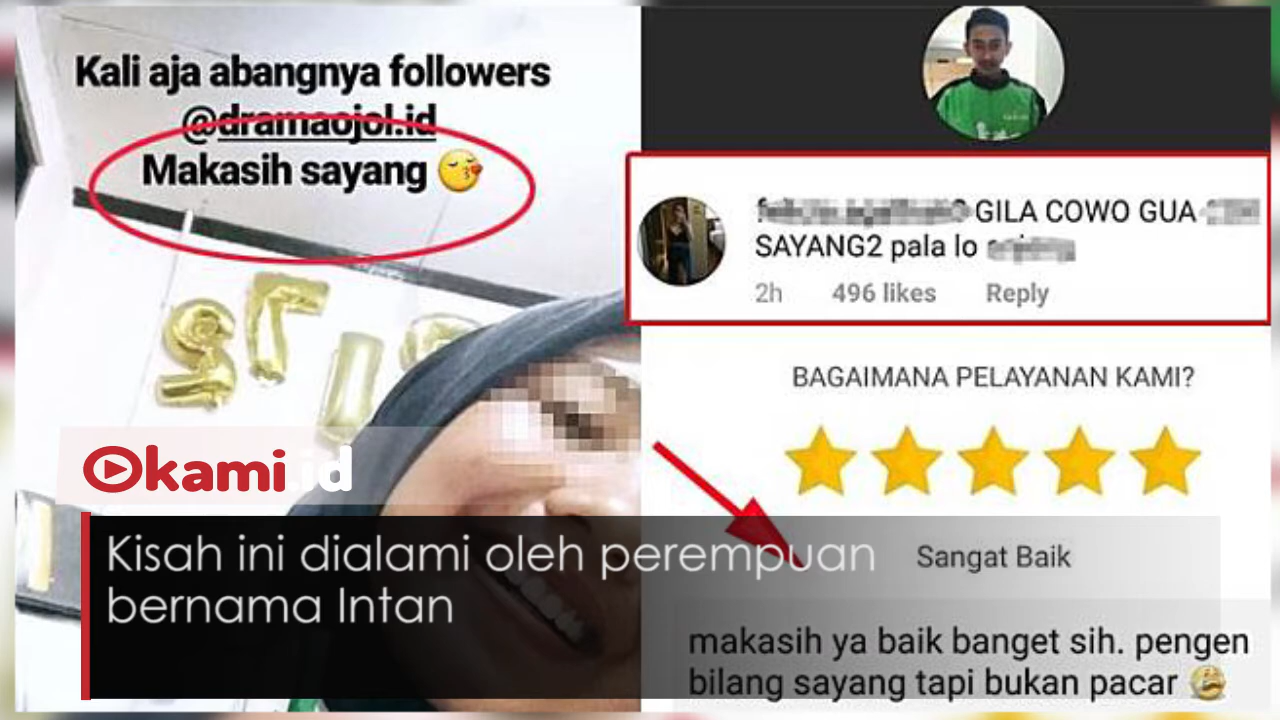 Kali aja abangnya followers
@dramaojol.id
Makasih sayang
GILA COWO GUA
SAYANG2 pala lo
2h 496 likes Reply
BAGAIMANA PELAYANAN KAMI?
Sangat Baik
makasih ya baik banget sih. pengen
bilang sayang tapi bukan pacar
Okami.id
Kisah ini dialami oleh perempuan
bernama Intan